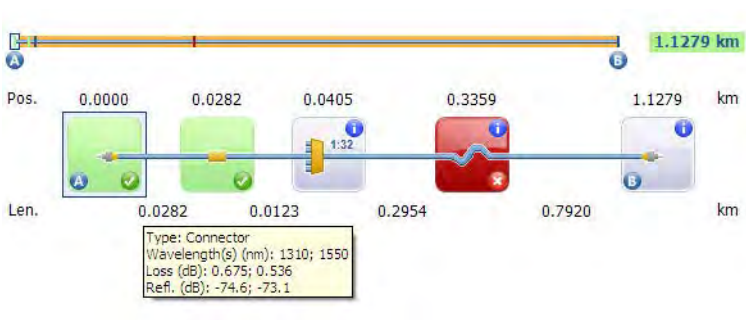 1.1279 km
A
B
Pos. 0.0000 0.0282 0.0405 0.3359 1.1279 km
i i i
1:32
A B
Len. 0.0282 0.0123 0.2954 0.7920 km
Type: Connector
Wavelength(s) (nm): 1310; 1550
Loss (dB): 0.675; 0.536
Refl. (dB): -74.6; -73.1